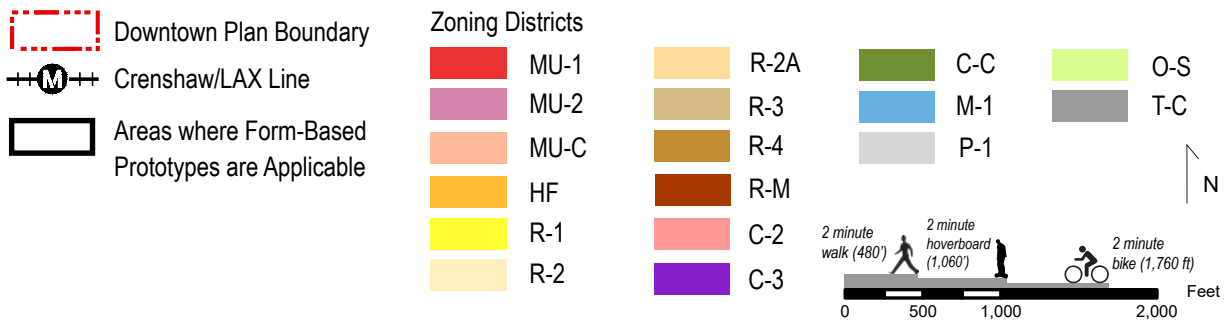 Downtown Plan Boundary
M
Crenshaw/LAX Line
Areas where Form-Based
Prototypes are Applicable
Zoning Districts
MU-1
MU-2
MU-C
HF
R-1
R-2
R-2A
R-3
R-4
R-M
C-2
C-3
C-C
M-1
P-1
O-S
T-C
N
2 minute
walk (480')
2 minute
hoverboard
(1,060')
2 minute
bike (1,760 ft)
Feet
0 500 1,000 2,000